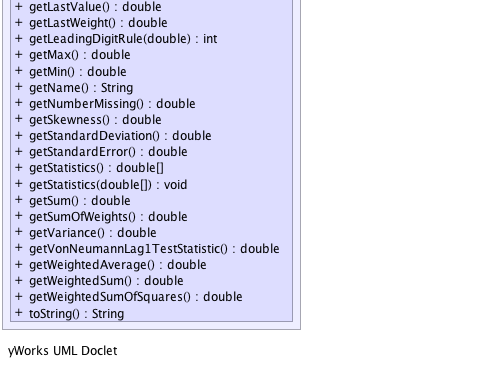 + getLastValue() : double
+ getLastWeight() : double
+ getLeadingDigitRule(double) : int
+ getMax() : double
+ getMin() : double
+ getName() : String
+ getNumberMissing() : double
+ getSkewness() : double
+ getStandardDeviation() : double
+ getStandardError() : double
+ getStatistics() : double[]
+ getStatistics(double[]) : void
+ getSum() : double
+ getSumOfWeights() : double
+ getVariance() : double
+ getVonNeumannLag1TestStatistic() : double
+ getWeightedAverage() : double
+ getWeightedSum() : double
+ getWeightedSumOfSquares() : double
+ toString() : String
yWorks UML Doclet